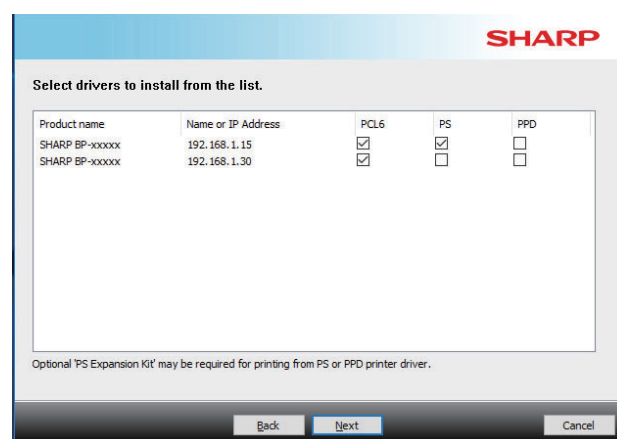 SHARP
Select drivers to install from the list.
Product name Name or IP Address PCL6 PS PPD
SHARP BP-xxxxx 192.168.1.15
SHARP BP-xxxxx 192.168.1.30
Optional 'PS Expansion Kit' may be required for printing from PS or PPD printer driver.
Back Next Cancel